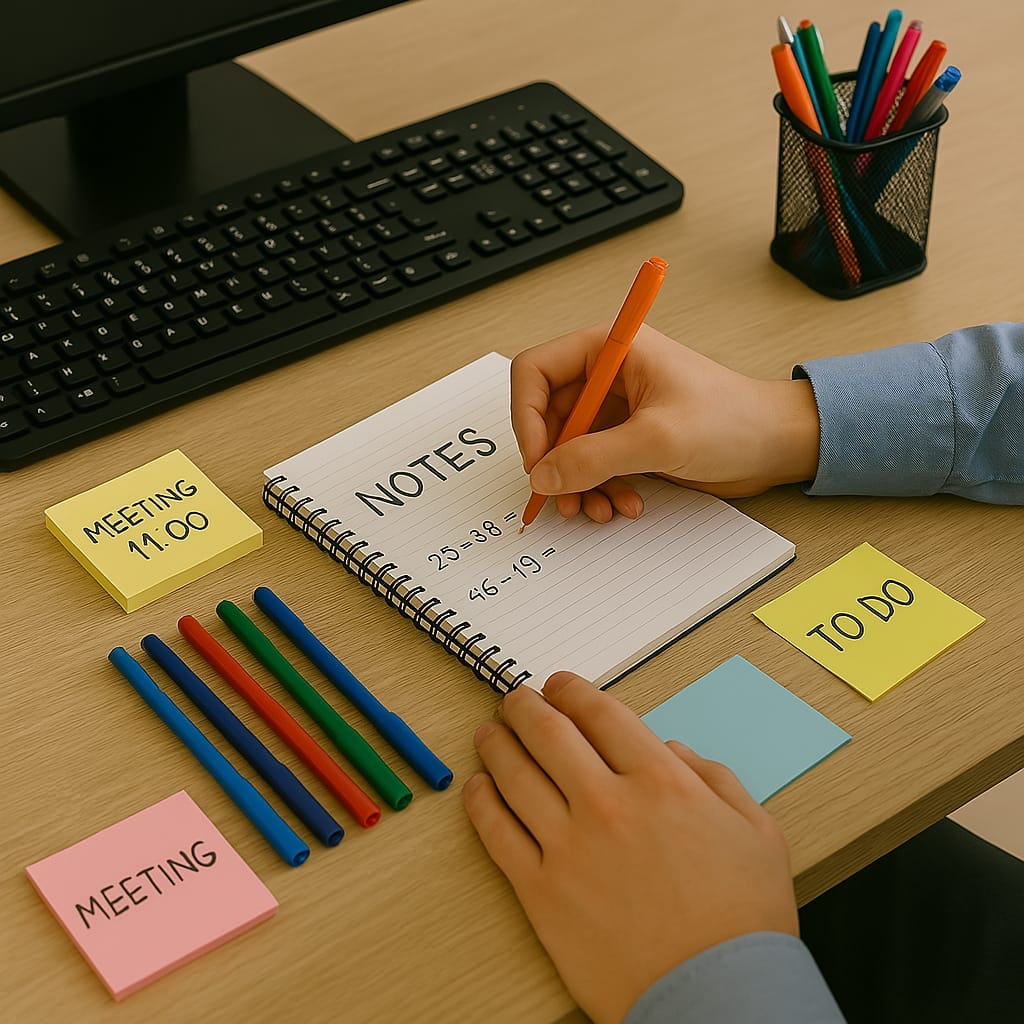 NOTES
25=38 =
46-19=
MEETING
11:00
TO DO
MEETING